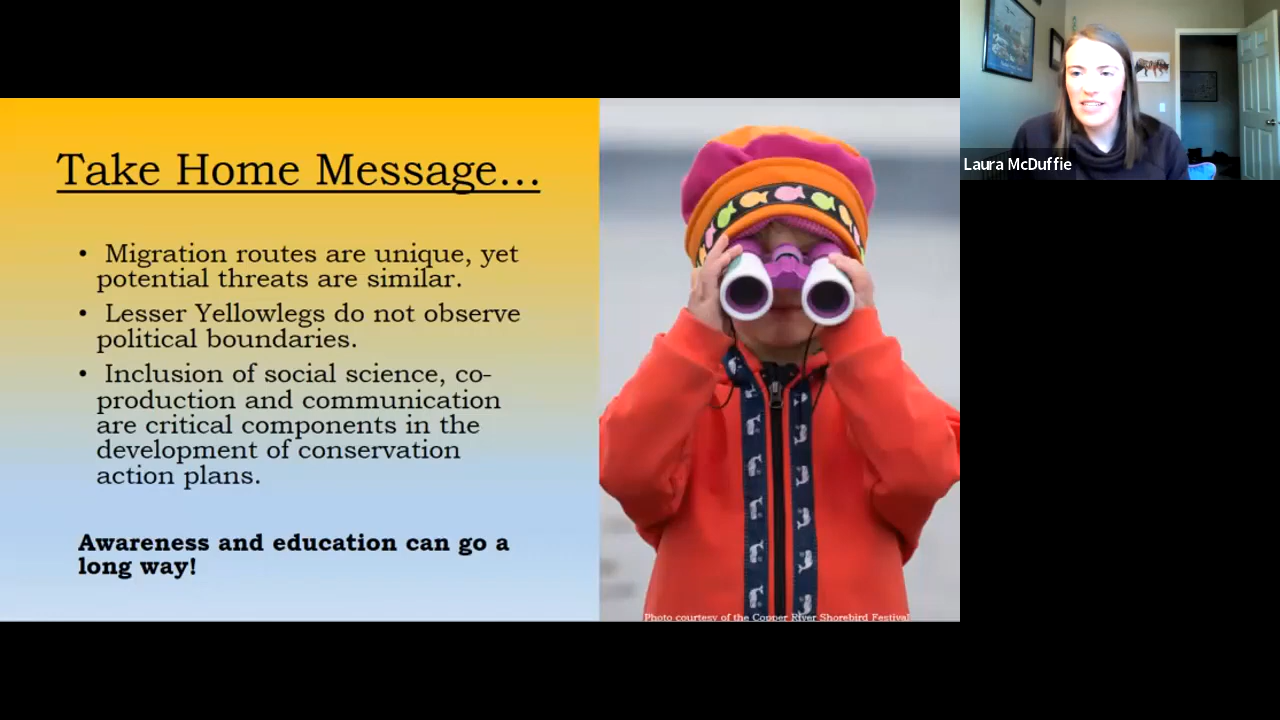 Take Home Message...
• Migration routes are unique, yet
potential threats are similar.
• Lesser Yellowlegs do not observe
political boundaries.
• Inclusion of social science, co-
production and communication
are critical components in the
development of conservation
action plans.
Awareness and education can go a
long way!
Photo courtesy of the Copper River Shorebird Festival
Laura McDuffie